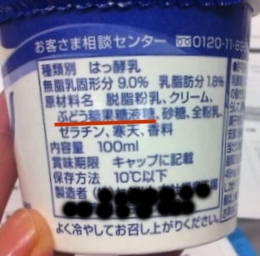 お客さま相談センター 0120-11-
種類別 はっ酵乳
無脂乳固形分 9.0% 乳脂肪分 1.8%
原材料名 脱脂粉乳、クリーム、
ぶどう糖果糖液糖、砂糖、全粉乳、
ゼラチン、寒天、香料
内容量 100ml
賞味期限 キャップに記載
保存方法 10℃以下
製造者
よく冷やしてお召し上がりください。